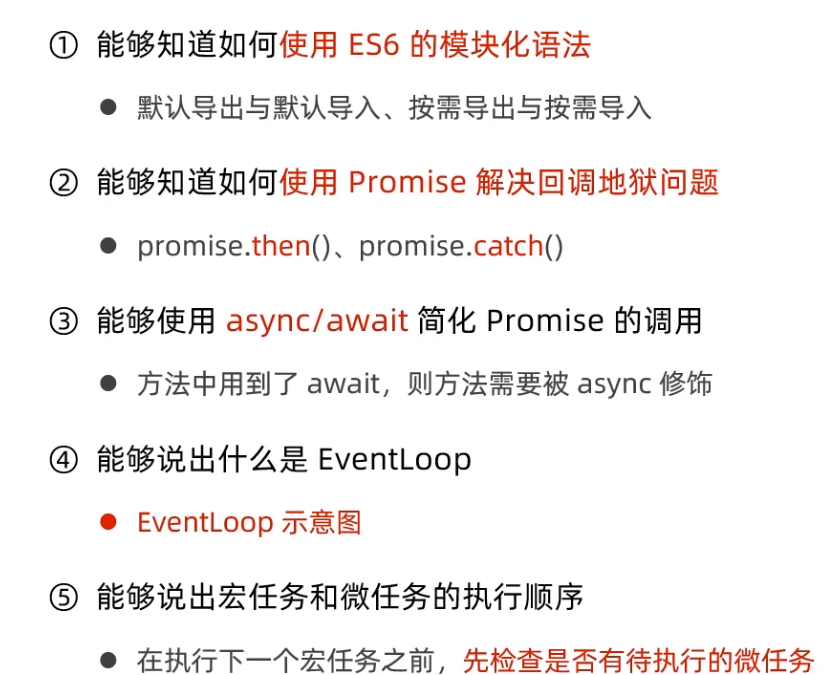 ① 能够知道如何使用 ES6 的模块化语法
● 默认导出与默认导入、按需导出与按需导入
② 能够知道如何使用 Promise 解决回调地狱问题
● promise.then()、promise.catch()
③ 能够使用 async/await 简化 Promise 的调用
● 方法中用到了 await，则方法需要被 async 修饰
④ 能够说出什么是 EventLoop
● EventLoop 示意图
⑤ 能够说出宏任务和微任务的执行顺序
● 在执行下一个宏任务之前，先检查是否有待执行的微任务